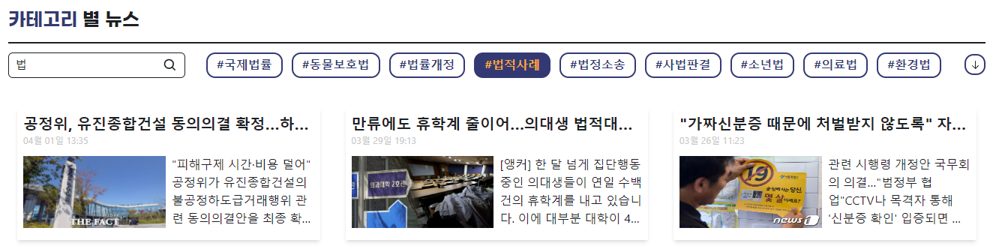 카테고리 별 뉴스
법
#국제법률 #동물보호법 #법률개정 #법적사례 #법정소송 #사법판결 #소년법 #의료법 #환경법
공정위, 유진종합건설 동의의결 확정...하...
04월 01일 13:35
THE FACT
"피해구제 시간·비용 덜어"
공정위가 유진종합건설의
불공정하도급거래행위 관
련 동의의결안을 최종 확...
만류에도 휴학계 줄이어...의대생 법적대...
03월 29일 19:13
의과대학 2호관
[앵커] 한 달 넘게 집단행동
중인 의대생들이 연일 수백
건의 휴학계를 내고 있습니
다. 이에 대부분 대학이 4...
"가짜신분증 때문에 처벌받지 않도록" 자...
03월 26일 11:23
19
술·담배 사는 당신,
몇 살이세요?
news1
관련 시행령 개정안 국무회
의 의결..."범정부 협
업"CCTV나 목격자 통해
'신분증 확인' 입증되면 ...